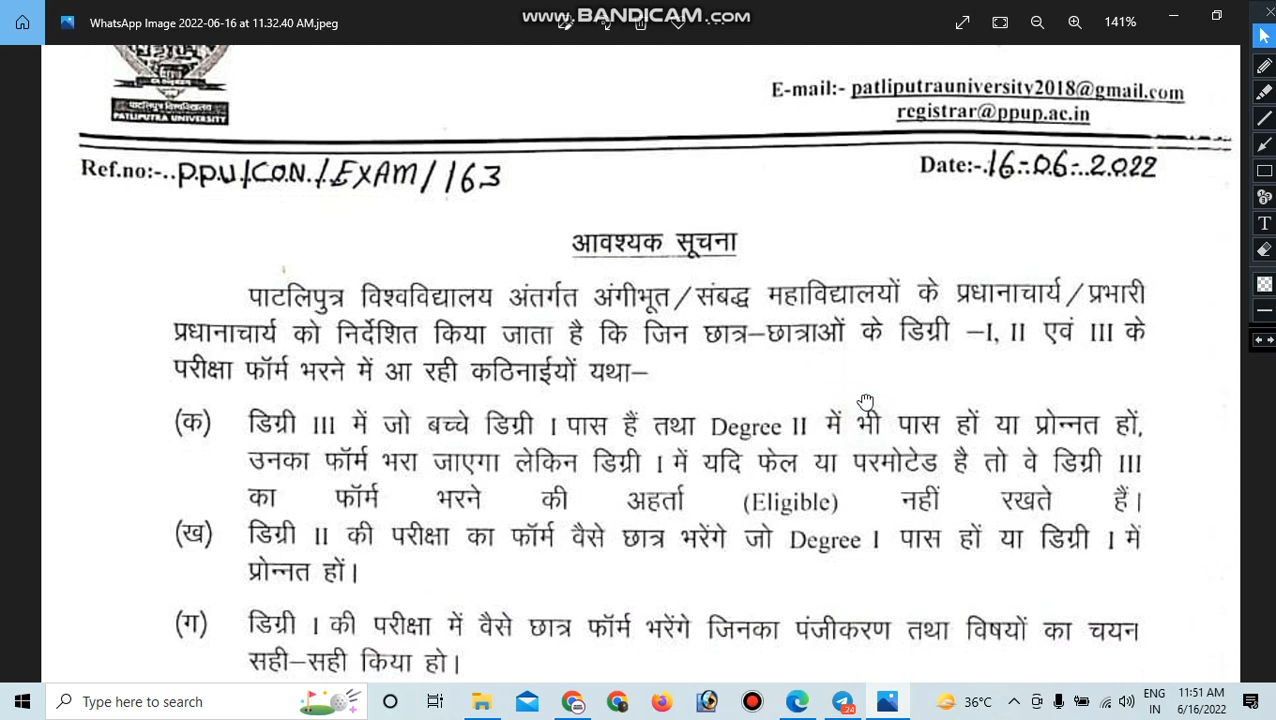 WhatsApp Image 2022-06-16 at 11.32.40 AM.jpeg
www.BANDICAM.com
141%
पाटलिपुत्र विश्वविद्यालय
PATLIPUTRA UNIVERSITY
E-mail:- patliputrauniversity2018@gmail.com
registrar@ppup.ac.in
Ref.no:-..P.P.U./CON./.EXAM/163
Date:-.16-.06-..2022
आवश्यक सूचना
पाटलिपुत्र विश्वविद्यालय अंतर्गत अंगीभूत/संबद्ध महाविद्यालयों के प्रधानाचार्य/प्रभारी
प्रधानाचार्य को निर्देशित किया जाता है कि जिन छात्र-छात्राओं के डिग्री -I, II एवं III के
परीक्षा फॉर्म भरने में आ रही कठिनाईयों यथा-
(क) डिग्री III में जो बच्चे डिग्री I पास हैं तथा Degree II में भी पास हों या प्रोन्नत हों,
उनका फॉर्म भरा जाएगा लेकिन डिग्री I में यदि फेल या परमोटेड है तो वे डिग्री III
का फॉर्म भरने की अहर्ता (Eligible) नहीं रखते हैं।
(ख) डिग्री II की परीक्षा का फॉर्म वैसे छात्र भरेंगे जो Degree I पास हों या डिग्री I में
प्रोन्नत हों।
(ग) डिग्री I की परीक्षा में वैसे छात्र फॉर्म भरेंगे जिनका पंजीकरण तथा विषयों का चयन
सही-सही किया हो।
Type here to search
24
36°C
ENG
IN
11:51 AM
6/16/2022